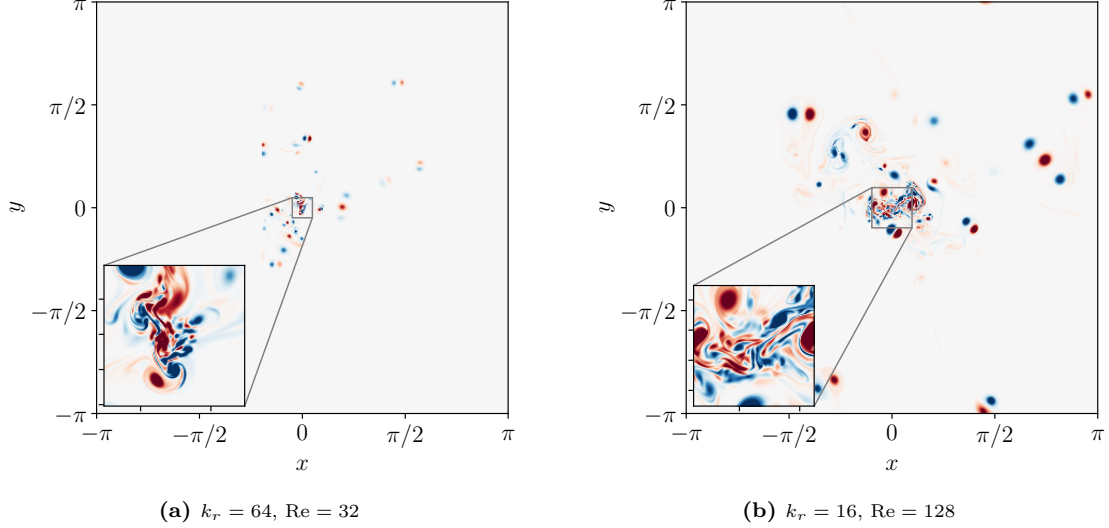 π π
π/2 π/2
y 0 y 0
−π/2 −π/2
−π −π
−π −π/2 0 π/2 π −π −π/2 0 π/2 π
x x
(a) k_r = 64, Re = 32 (b) k_r = 16, Re = 128